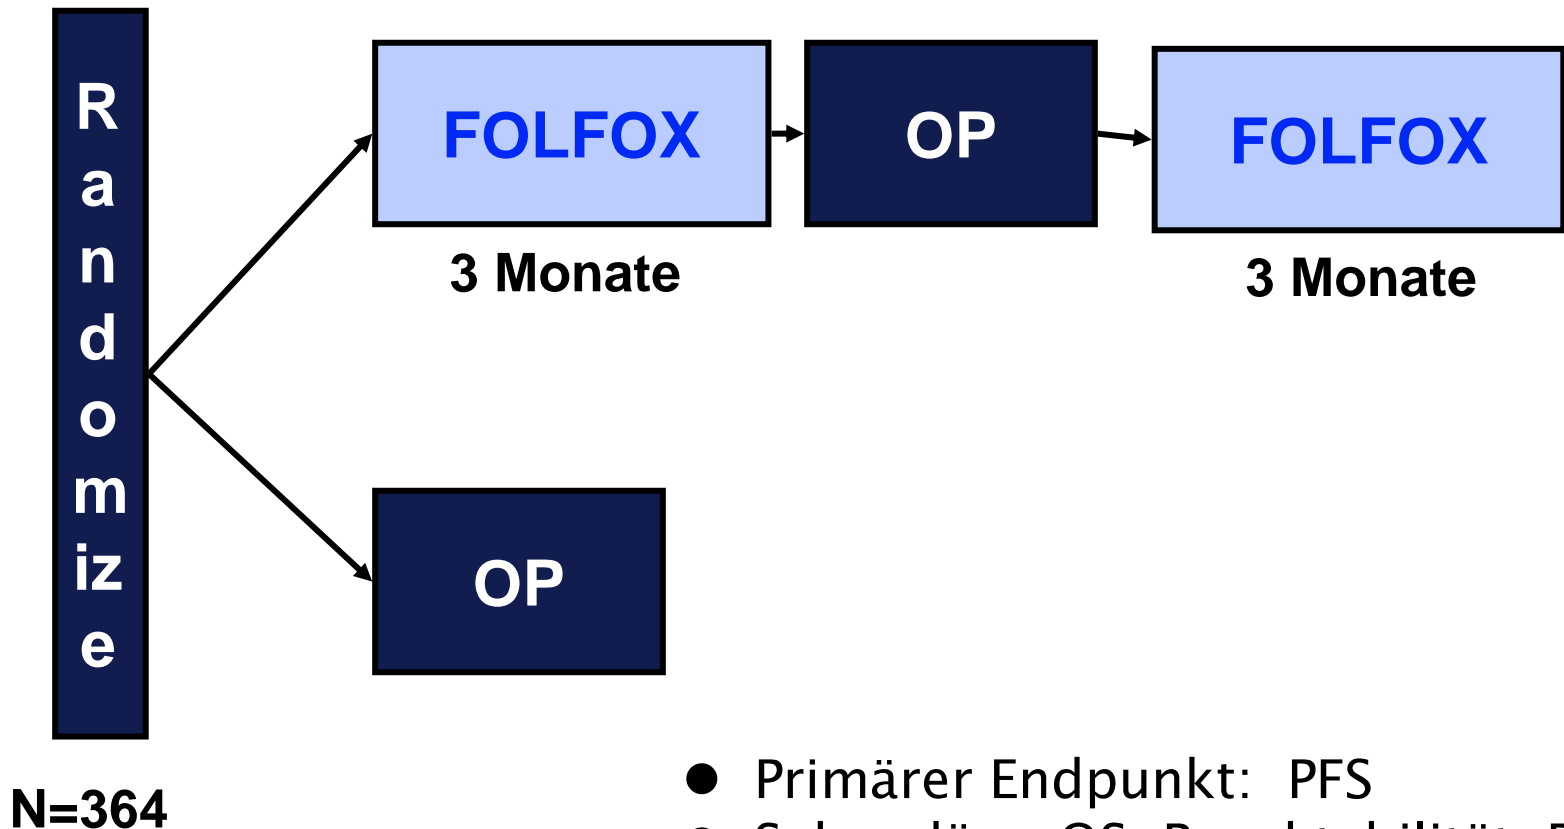 R
a
n
d
o
m
iz
e
FOLFOX
OP
FOLFOX
3 Monate
3 Monate
OP
N=364
● Primärer Endpunkt: PFS